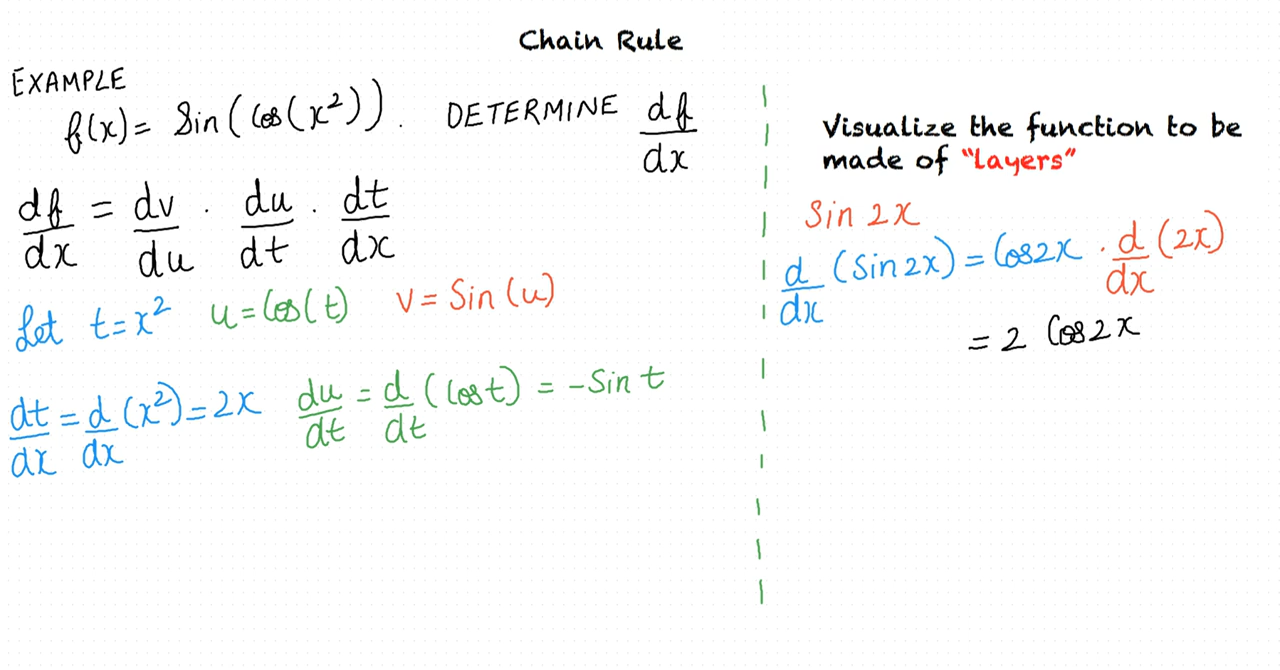 Chain Rule
EXAMPLE
f(x) = Sin(Cos(x²)). DETERMINE df/dx
df/dx = dv/du · du/dt · dt/dx
Let t = x² u = Cos(t) v = Sin(u)
dt/dx = d/dx (x²) = 2x du/dt = d/dt (Cos t) = -Sin t
Visualize the function to be
made of "layers"
Sin 2x
d/dx (Sin 2x) = Cos 2x · d/dx (2x)
= 2 Cos 2x